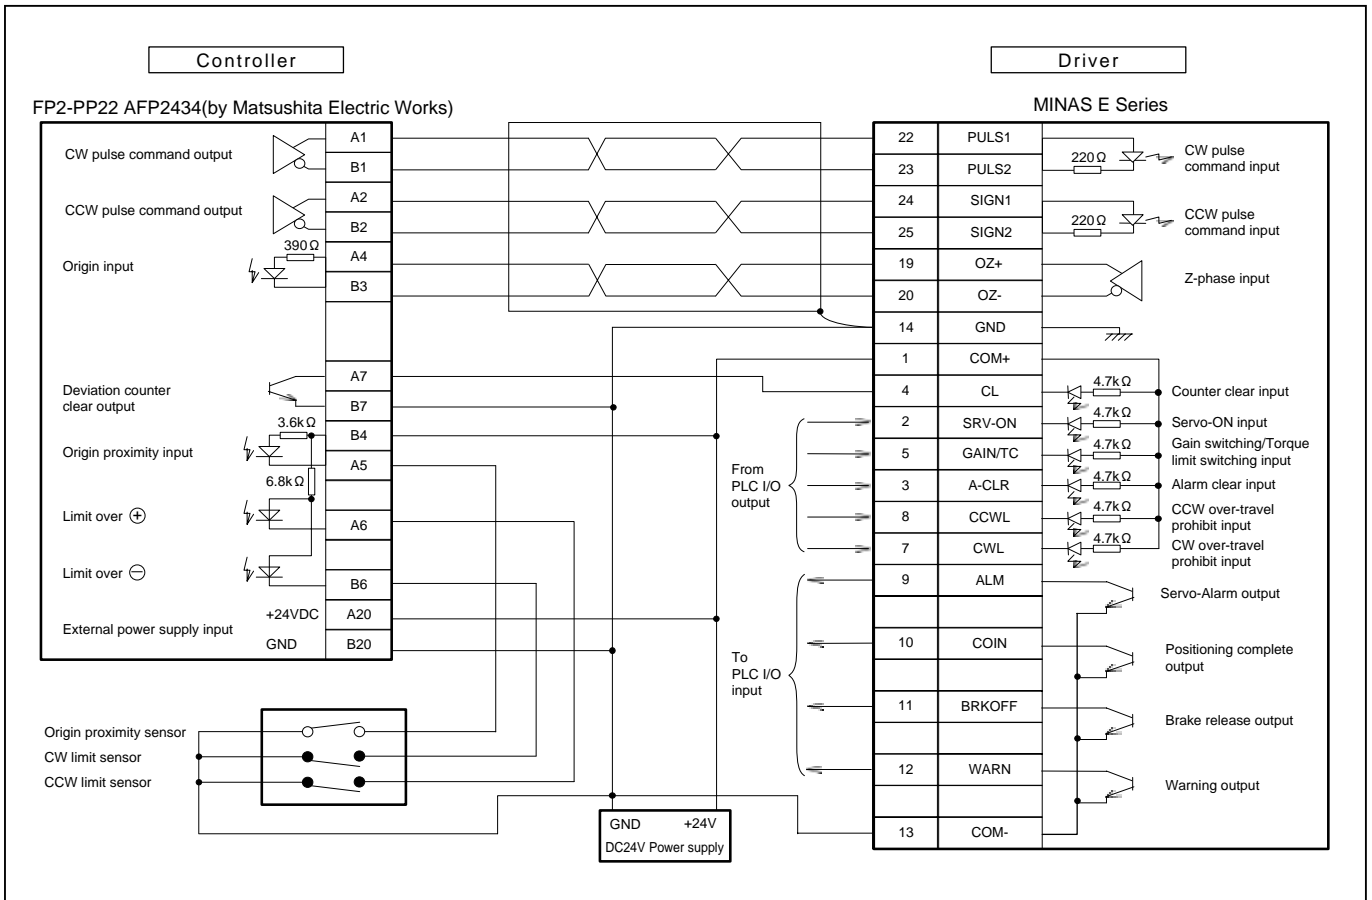 Controller
Driver
FP2-PP22 AFP2434(by Matsushita Electric Works)
MINAS E Series
CW pulse command output
A1
B1
CCW pulse command output
A2
B2
Origin input
390Ω
A4
B3
Deviation counter
clear output
A7
B7
3.6kΩ
B4
Origin proximity input
A5
6.8kΩ
Limit over ⊕
A6
Limit over ⊖
B6
External power supply input
+24VDC
A20
GND
B20
Origin proximity sensor
CW limit sensor
CCW limit sensor
GND
+24V
DC24V Power supply
From
PLC I/O
output
To
PLC I/O
input
22
PULS1
23
PULS2
220Ω
CW pulse
command input
24
SIGN1
25
SIGN2
220Ω
CCW pulse
command input
19
OZ+
20
OZ-
Z-phase input
14
GND
1
COM+
4
CL
4.7kΩ
Counter clear input
2
SRV-ON
4.7kΩ
Servo-ON input
5
GAIN/TC
4.7kΩ
Gain switching/Torque
limit switching input
3
A-CLR
4.7kΩ
Alarm clear input
8
CCWL
4.7kΩ
CCW over-travel
prohibit input
7
CWL
4.7kΩ
CW over-travel
prohibit input
9
ALM
Servo-Alarm output
10
COIN
Positioning complete
output
11
BRKOFF
Brake release output
12
WARN
Warning output
13
COM-